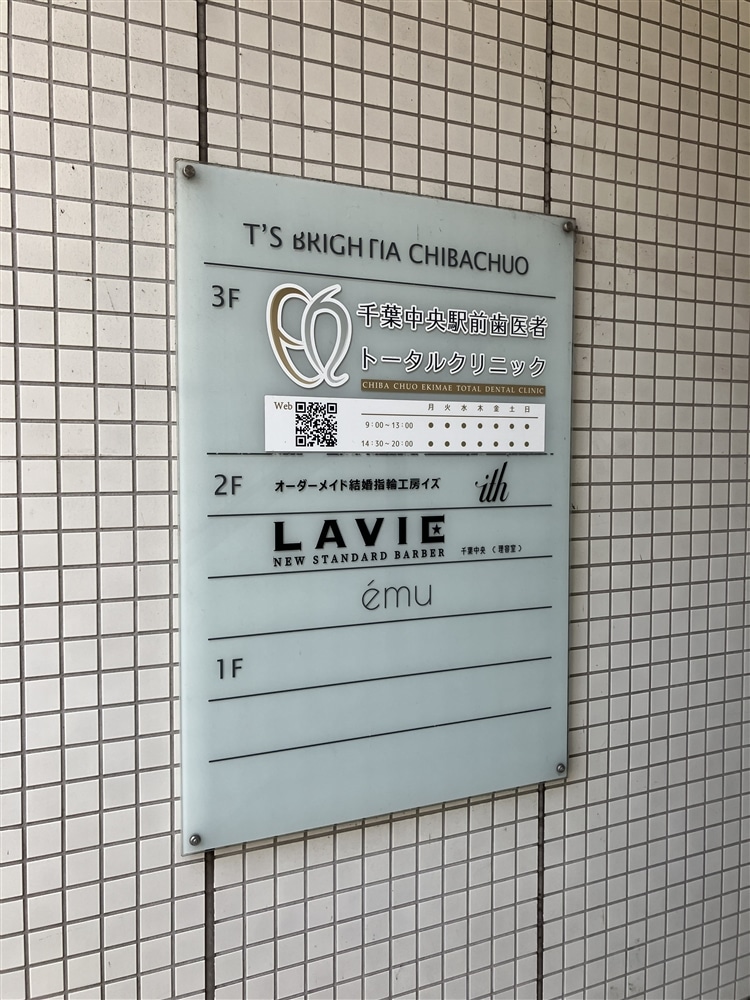 T'S BRIGHTIA CHIBACHUO
3F
千葉中央駅前歯医者
トータルクリニック
CHIBA CHUO EKIMAE TOTAL DENTAL CLINIC
Web
月 火 水 木 金 土 日
9:00~13:00 ● ● ● ● ● ● ●
14:30~20:00 ● ● ● ● ● ● ●
2F オーダーメイド結婚指輪工房イズ ith
LAVIE
NEW STANDARD BARBER 千葉中央 〈 理容室 〉
ému
1F